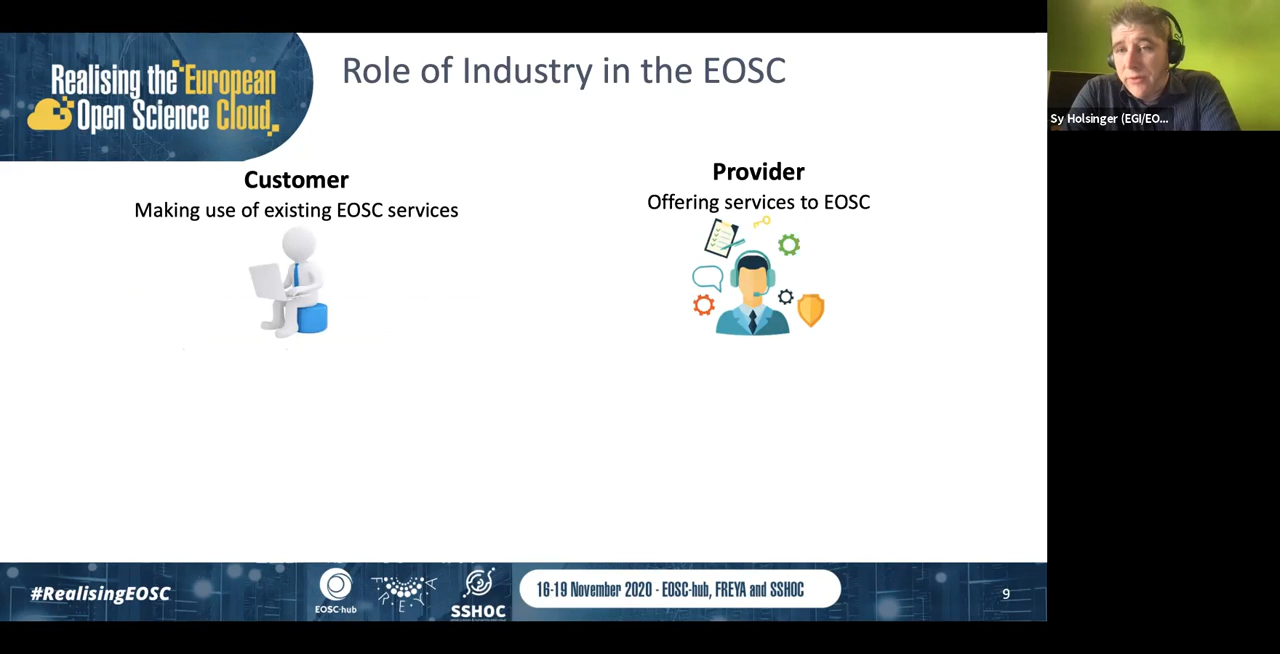 Realising the European
Open Science Cloud
Role of Industry in the EOSC
Customer
Making use of existing EOSC services
Provider
Offering services to EOSC
Sy Holsinger (EGI/EO...
#RealisingEOSC
EOSC-hub
FREYA
SSHOC
16-19 November 2020 - EOSC-hub, FREYA and SSHOC
9